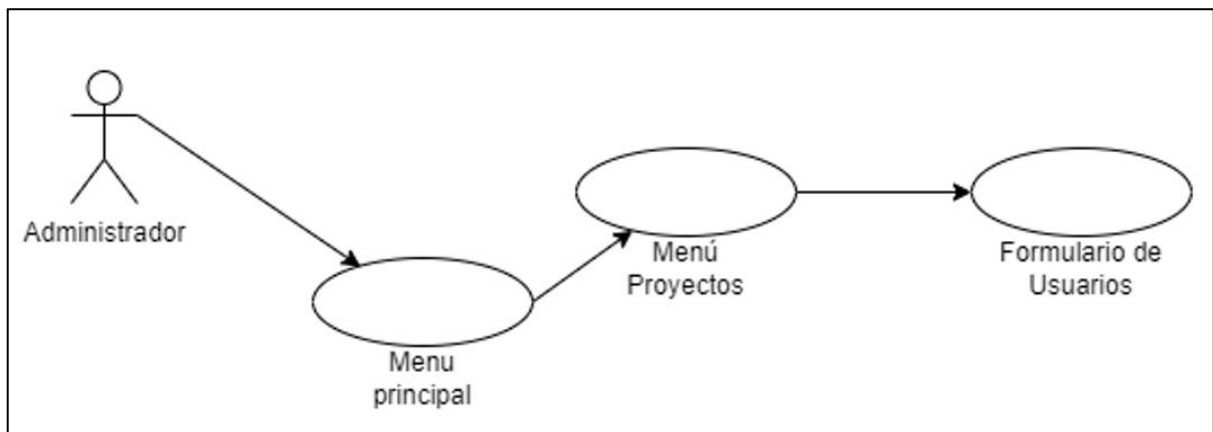 Administrador
Menu
principal
Menú
Proyectos
Formulario de
Usuarios